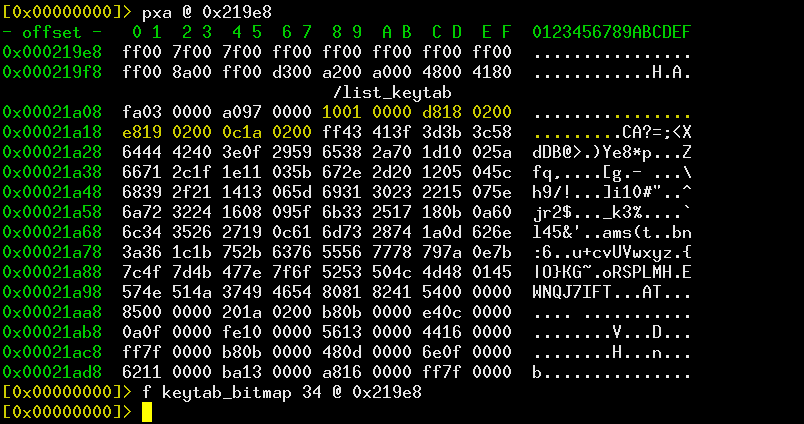 [0x00000000]> pxa @ 0x219e8
- offset -   0 1  2 3  4 5  6 7  8 9  A B  C D  E F  0123456789ABCDEF
0x000219e8  ff00 7f00 7f00 ff00 ff00 ff00 ff00 ff00  ................
0x000219f8  ff00 8a00 ff00 d300 a200 a000 4800 4180  ............H.A.
/list_keytab
0x00021a08  fa03 0000 a097 0000 1001 0000 d818 0200  ................
0x00021a18  e819 0200 0c1a 0200 ff43 413f 3d3b 3c58  .........CA?=;<X
0x00021a28  6444 4240 3e0f 2959 6538 2a70 1d10 025a  dDB@>.)Ye8*p...Z
0x00021a38  6671 2c1f 1e11 035b 672e 2d20 1205 045c  fq,....[g.- ...\
0x00021a48  6839 2f21 1413 065d 6931 3023 2215 075e  h9/!...]i10#"..^
0x00021a58  6a72 3224 1608 095f 6b33 2517 180b 0a60  jr2$..._k3%....`
0x00021a68  6c34 3526 2719 0c61 6d73 2874 1a0d 626e  l45&'..ams(t..bn
0x00021a78  3a36 1c1b 752b 6376 5556 7778 797a 0e7b  :6..u+cvUVwxyz.{
0x00021a88  7c4f 7d4b 477e 7f6f 5253 504c 4d48 0145  |O}KG~.oRSPLMH.E
0x00021a98  574e 514a 3749 4654 8081 8241 5400 0000  WNQJ7IFT...AT...
0x00021aa8  8500 0000 201a 0200 b80b 0000 e40c 0000  .... ...........
0x00021ab8  0a0f 0000 fe10 0000 5613 0000 4416 0000  ........V...D...
0x00021ac8  ff7f 0000 b80b 0000 480d 0000 6e0f 0000  ........H...n...
0x00021ad8  6211 0000 ba13 0000 a816 0000 ff7f 0000  b...............
[0x00000000]> f keytab_bitmap 34 @ 0x219e8
[0x00000000]>